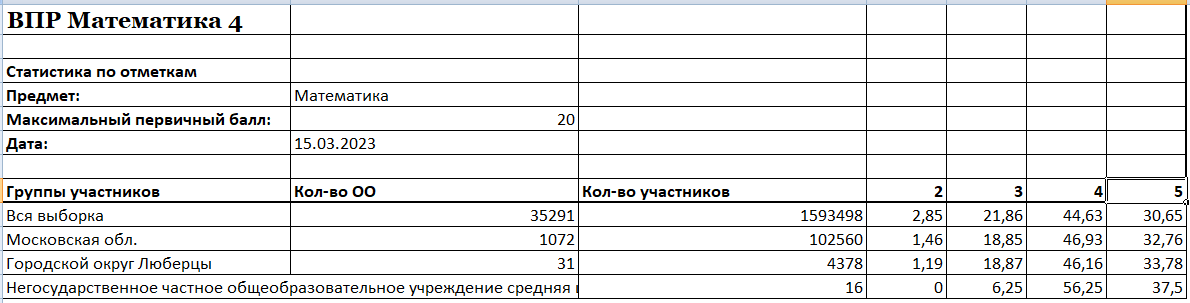 ВПР Математика 4
Статистика по отметкам
Предмет: Математика
Максимальный первичный балл: 20
Дата: 15.03.2023
Группы участников Кол-во ОО Кол-во участников 2 3 4 5
Вся выборка 35291 1593498 2,85 21,86 44,63 30,65
Московская обл. 1072 102560 1,46 18,85 46,93 32,76
Городской округ Люберцы 31 4378 1,19 18,87 46,16 33,78
Негосударственное частное общеобразовательное учреждение средняя 16 0 6,25 56,25 37,5